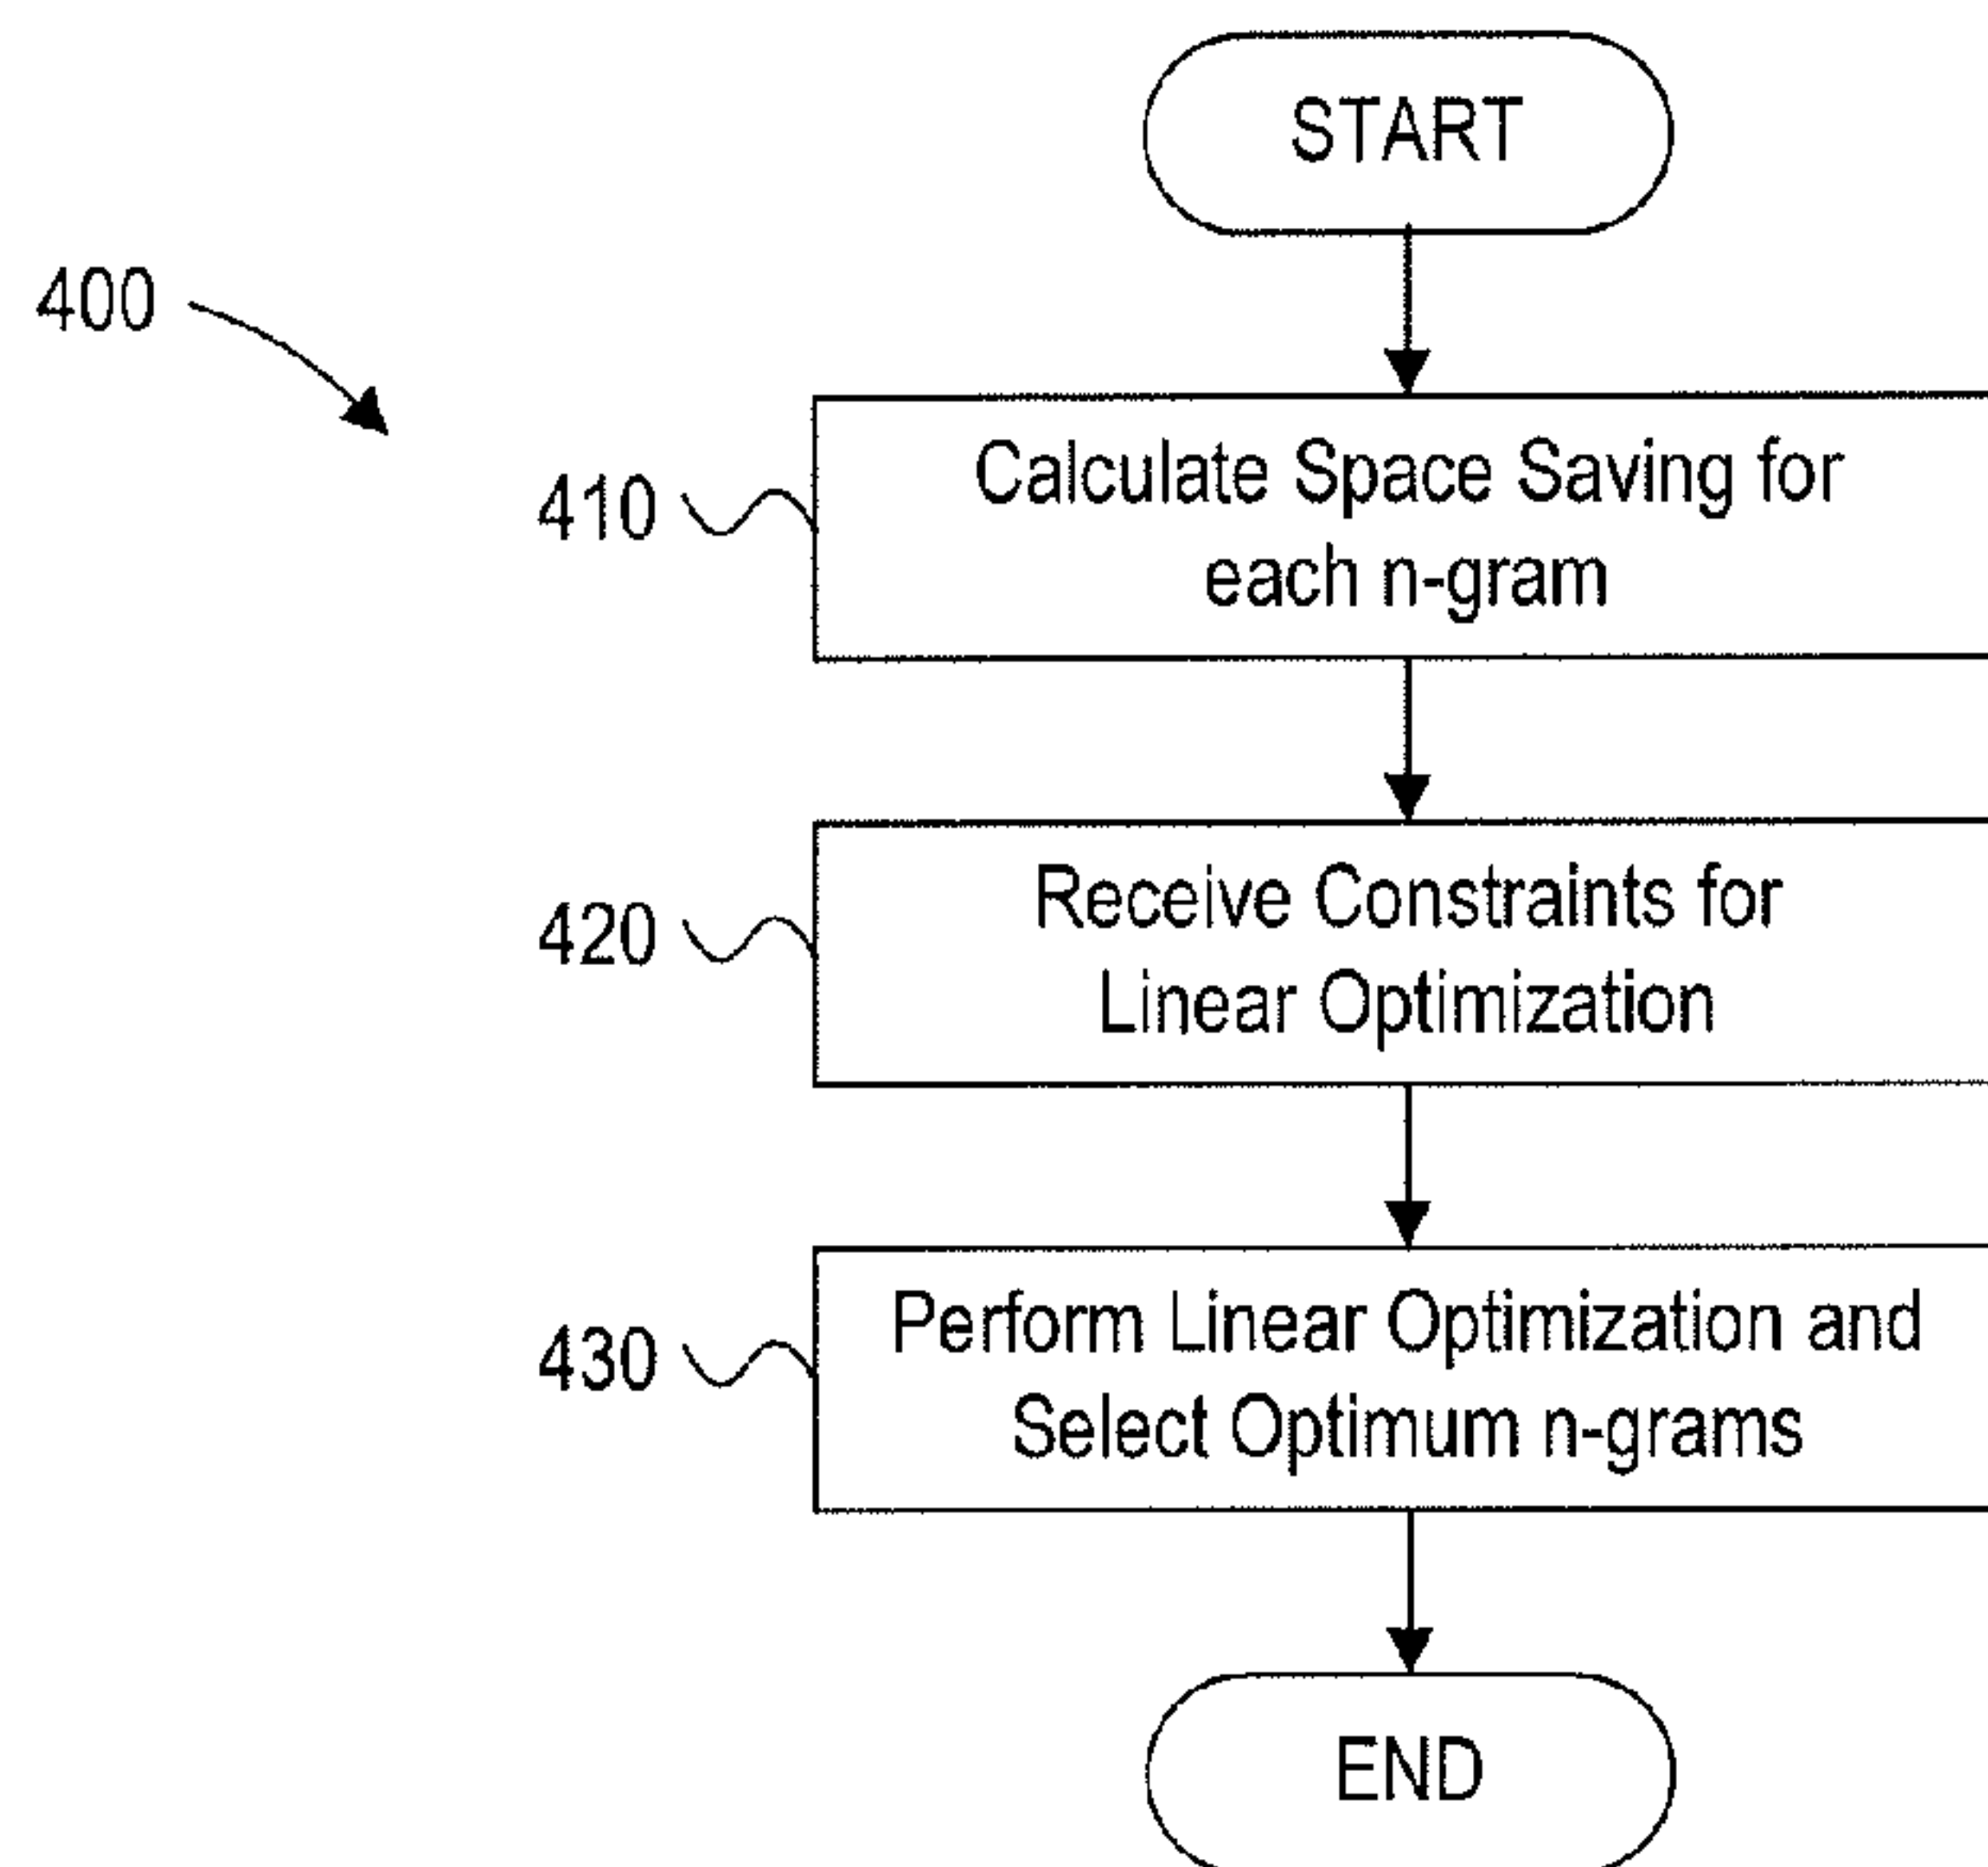 START
400
410
Calculate Space Saving for
each n-gram
420
Receive Constraints for
Linear Optimization
430
Perform Linear Optimization and
Select Optimum n-grams
END